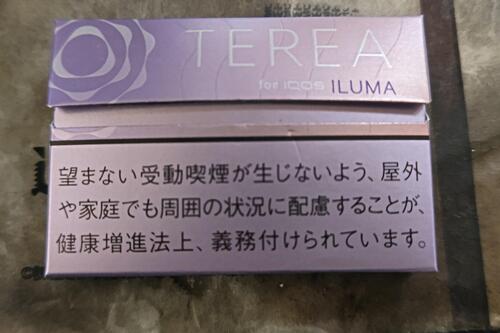 TEREA
for IQOS ILUMA
望まない受動喫煙が生じないよう、屋外
や家庭でも周囲の状況に配慮することが、
健康増進法上、義務付けられています。